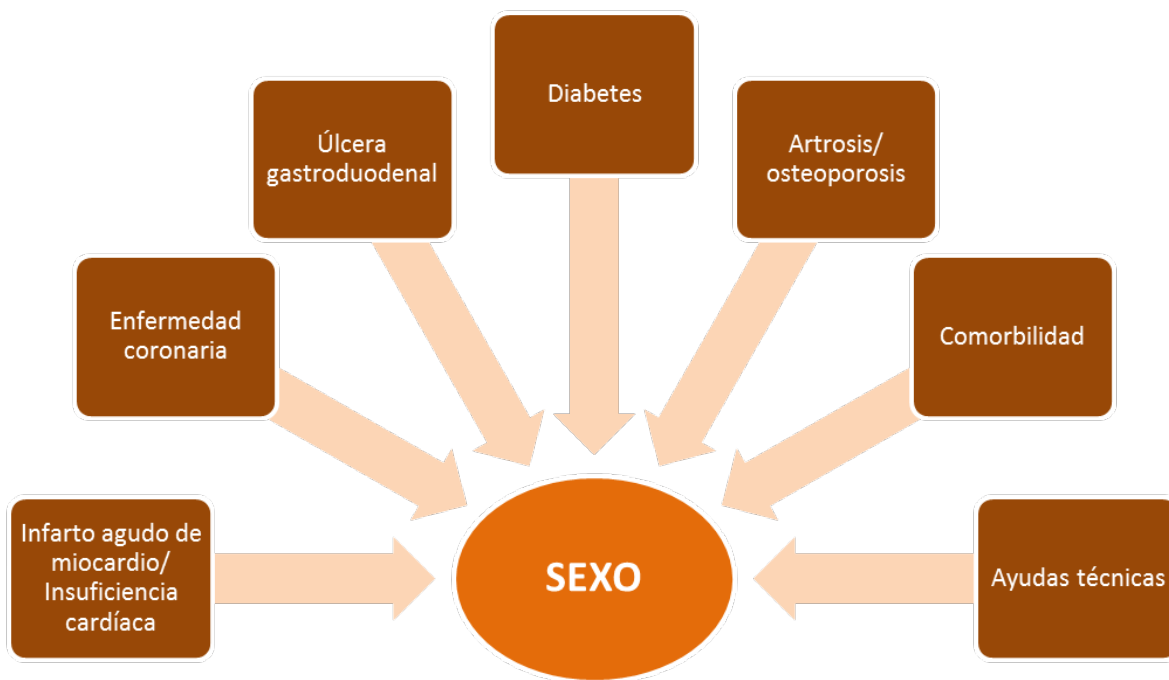 Diabetes
Úlcera
gastroduodenal
Artrosis/
osteoporosis
Enfermedad
coronaria
Comorbilidad
Infarto agudo de
miocardio/
Insuficiencia
cardíaca
SEXO
Ayudas técnicas